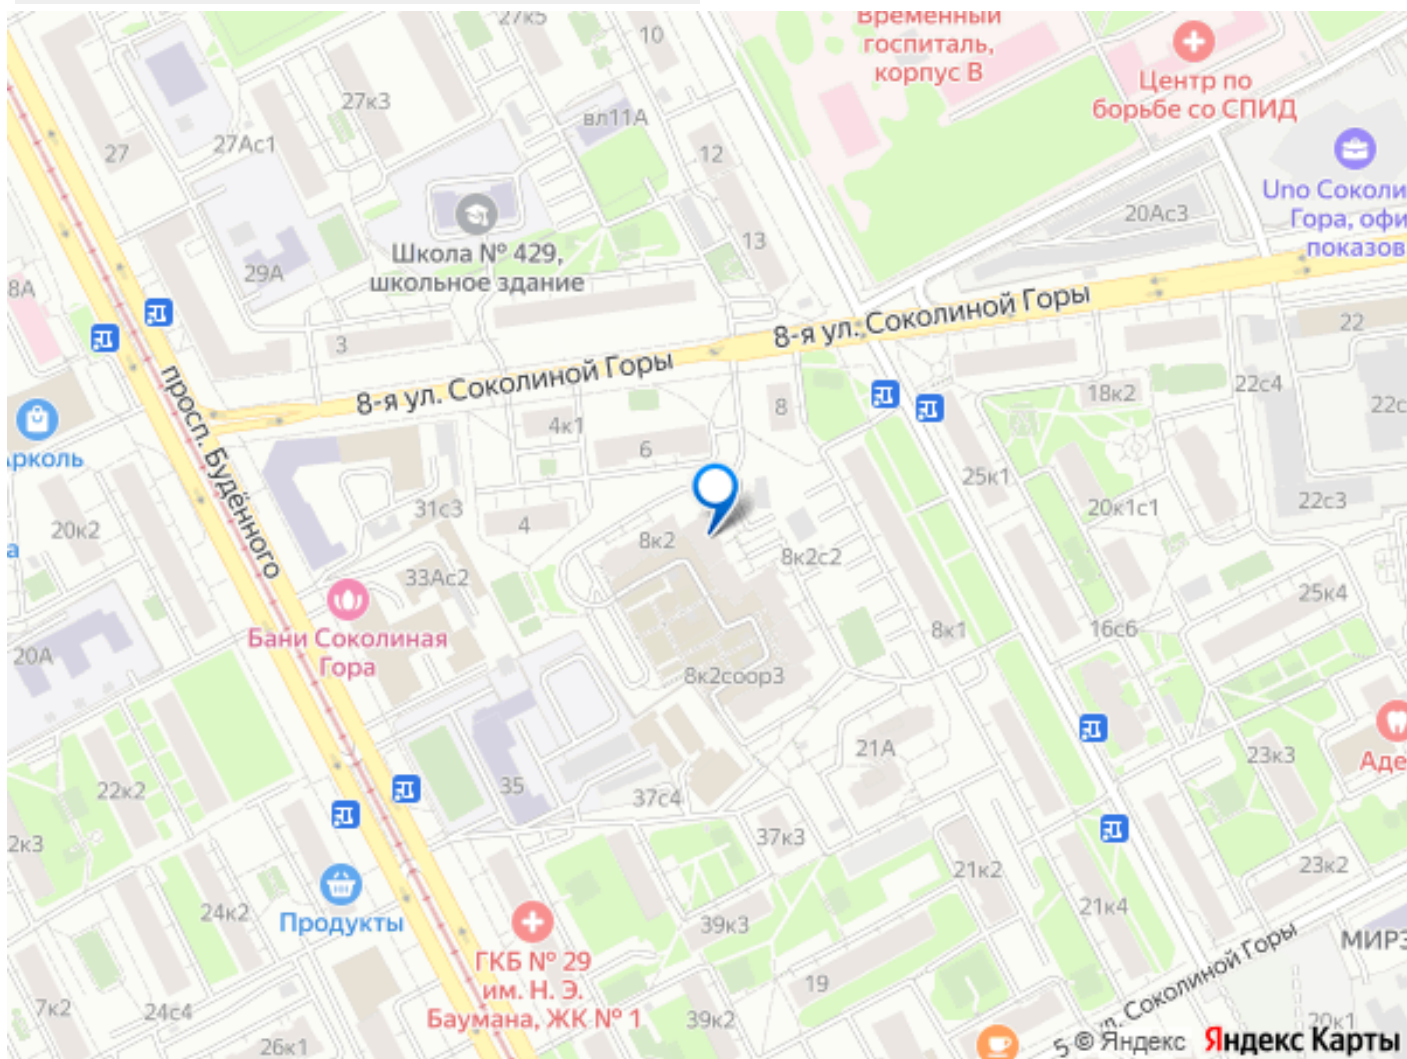 27к5
10
Временный
госпиталь,
корпус В
Центр по
борьбе со СПИД
27к3
вл11А
27Ас1
27
12
Uno Соколи
Гора, офи
показов
20Ас3
Школа № 429,
школьное здание
13
29А
8А
3
8-я ул. Соколиной Горы
8-я ул. Соколиной Горы
22
18к2
22с4
22с
просп. Будённого
Арколь
4к1
6
8
25к1
20к2
31с3
4
8к2
8к2с2
20к1с1
22с3
а
33Ас2
25к4
Бани Соколиная
Гора
8к1
16с6
20А
8к2соор3
21А
23к3
Аде
22к2
35
37с4
2к3
37к3
21к2
23к2
24к2
Продукты
39к3
21к4
ГКБ № 29
им. Н. Э.
Баумана, ЖК № 1
19
МИРЭ
7к2
24с4
39к2
26к1
5
ул. Соколиной Горы
20к1
© Яндекс Яндекс Карты